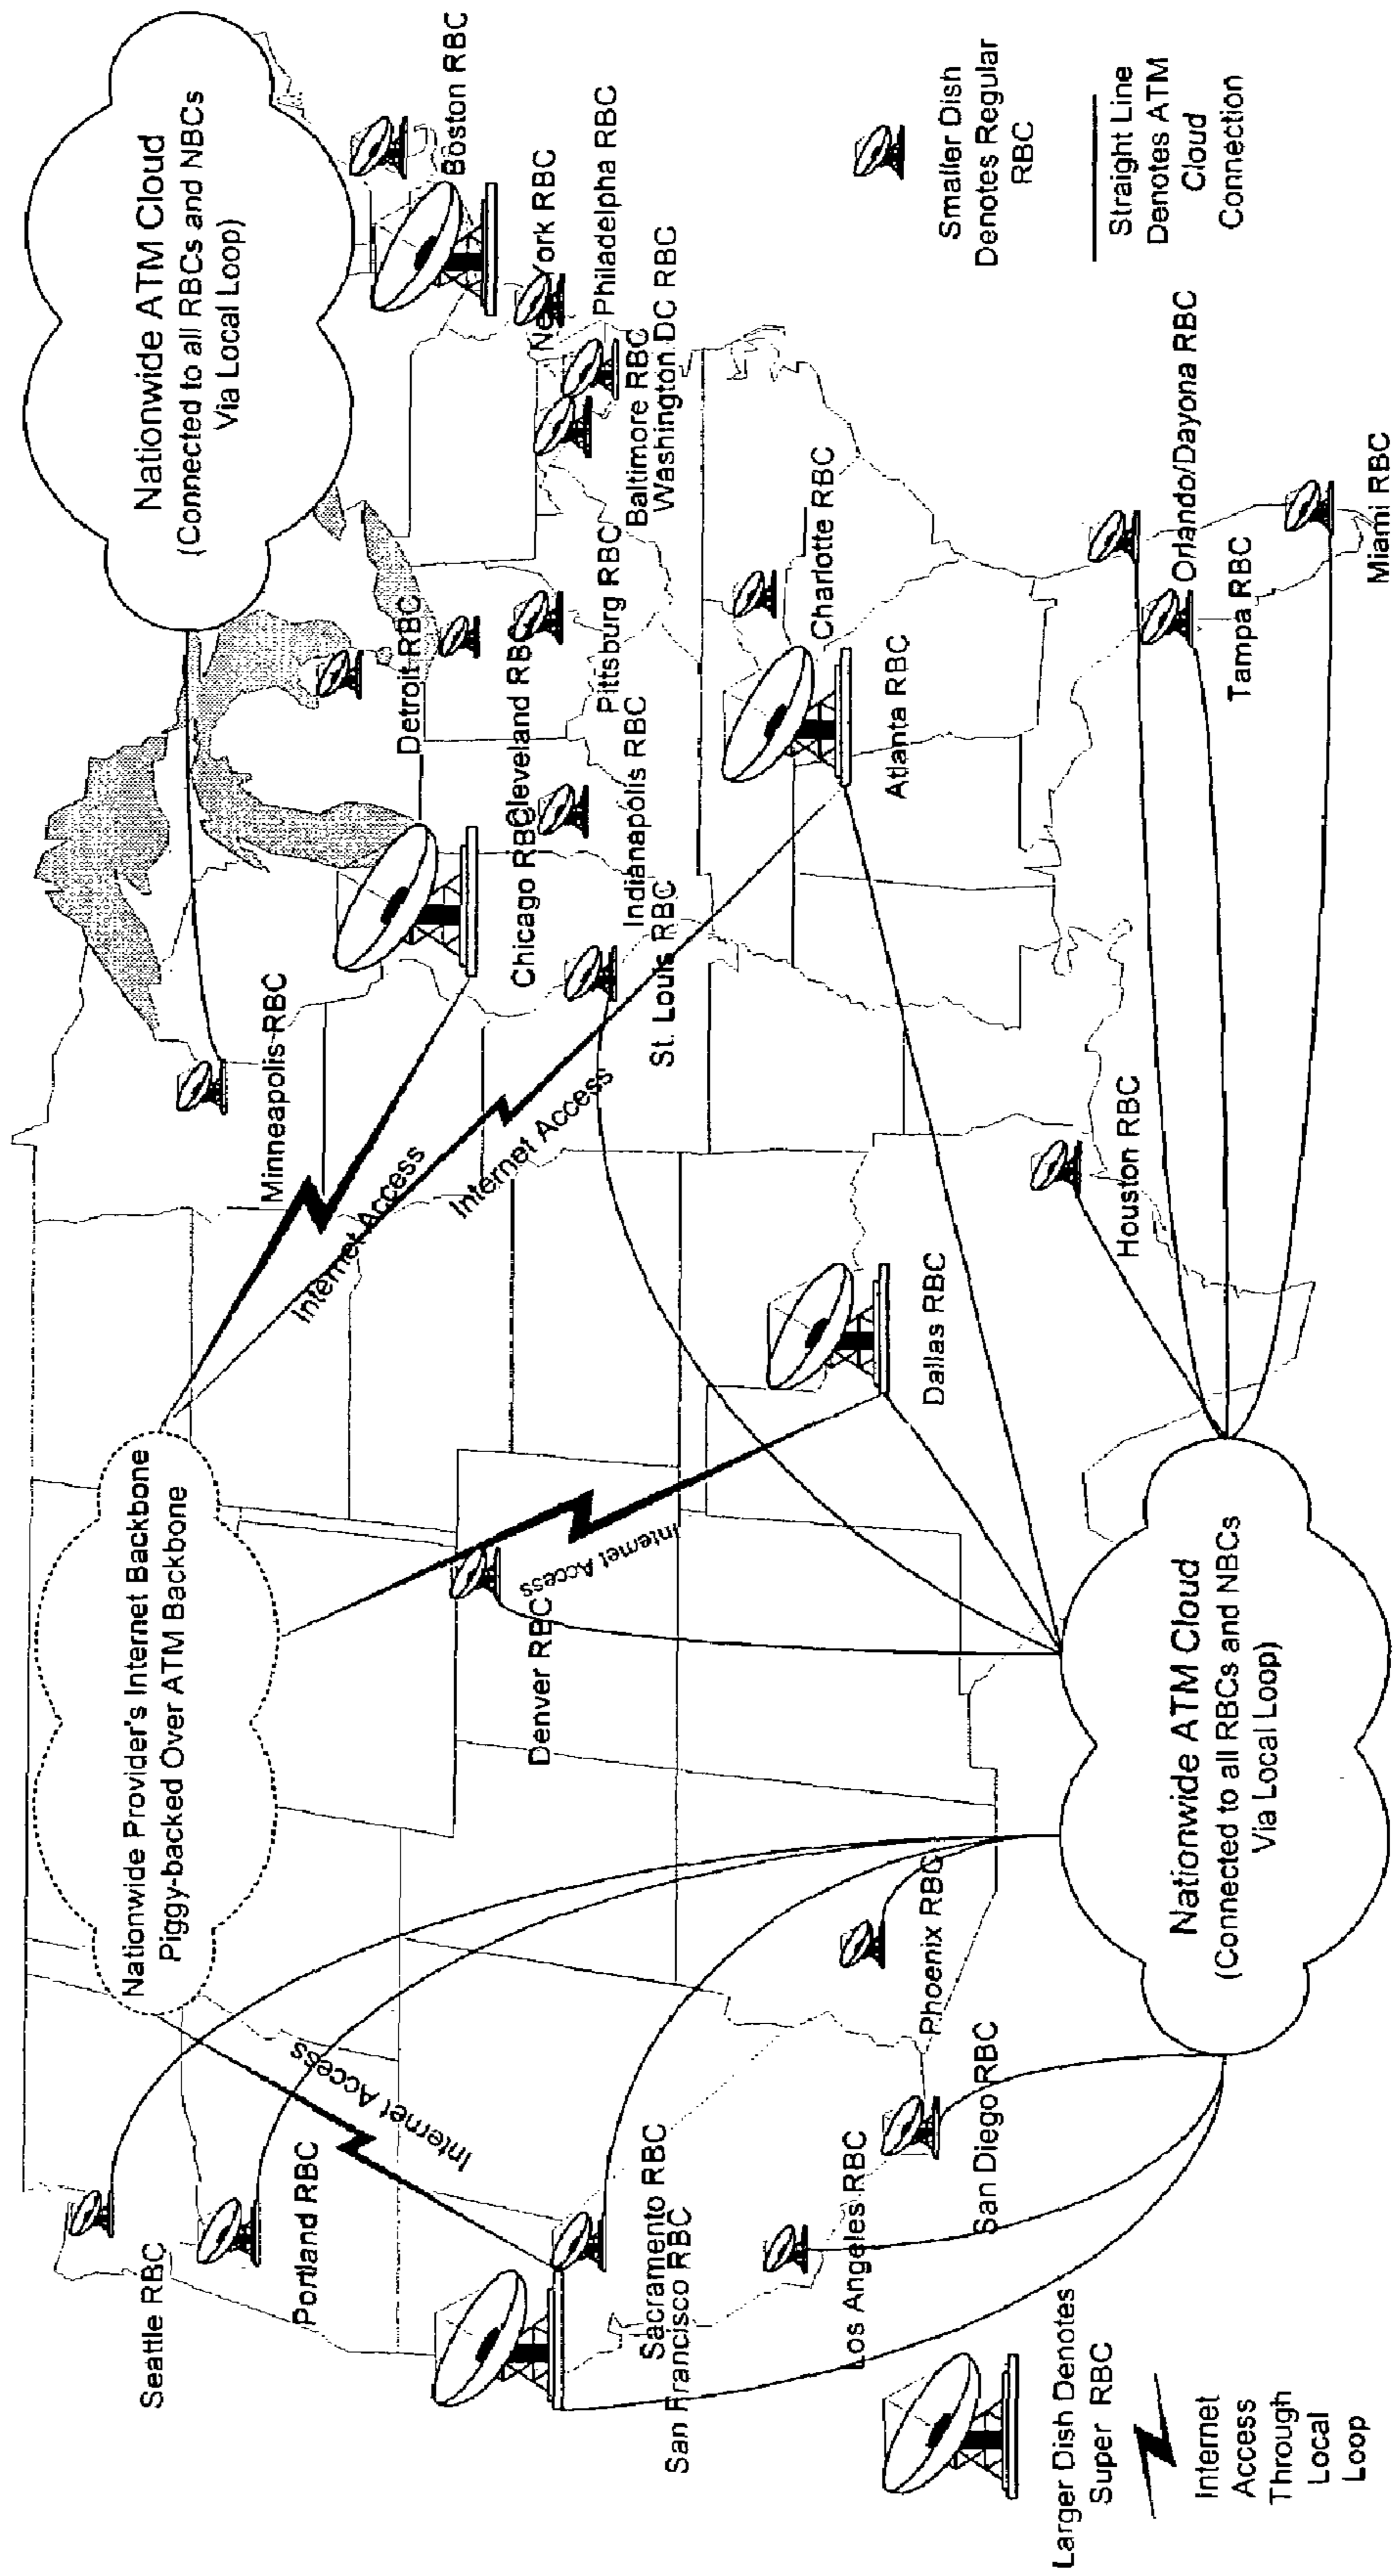 Nationwide Provider's Internet Backbone
Piggy-backed Over ATM Backbone
Nationwide ATM Cloud
(Connected to all RBCs and NBCs
Via Local Loop)
Seattle RBC
Portland RBC
Internet Access
Sacramento RBC
San Francisco RBC
Los Angeles RBC
San Diego RBC
Phoenix RBC
Denver RBC
Internet Access
Dallas RBC
Houston RBC
Minneapolis RBC
Internet Access
Internet Access
Chicago RBC
St. Louis RBC
Indianapolis RBC
Detroit RBC
Cleveland RBC
Pittsburg RBC
Baltimore RBC
Washington DC RBC
Philadelpha RBC
New York RBC
Boston RBC
Charlotte RBC
Atlanta RBC
Orlando/Dayona RBC
Tampa RBC
Miami RBC
Nationwide ATM Cloud
(Connected to all RBCs and NBCs
Via Local Loop)
Larger Dish Denotes
Super RBC
Internet
Access
Through
Local
Loop
Smaller Dish
Denotes Regular
RBC
Straight Line
Denotes ATM
Cloud
Connection